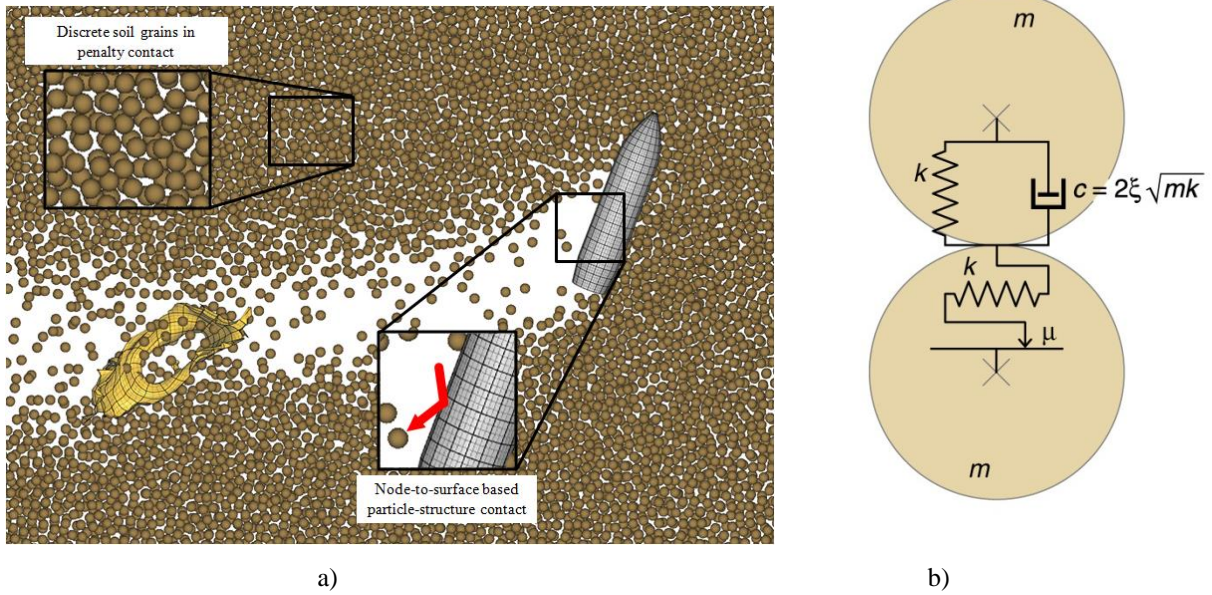 Discrete soil grains in
penalty contact
Node-to-surface based
particle-structure contact
a)
m
k
c = 2ξ √mk
k
μ
m
b)